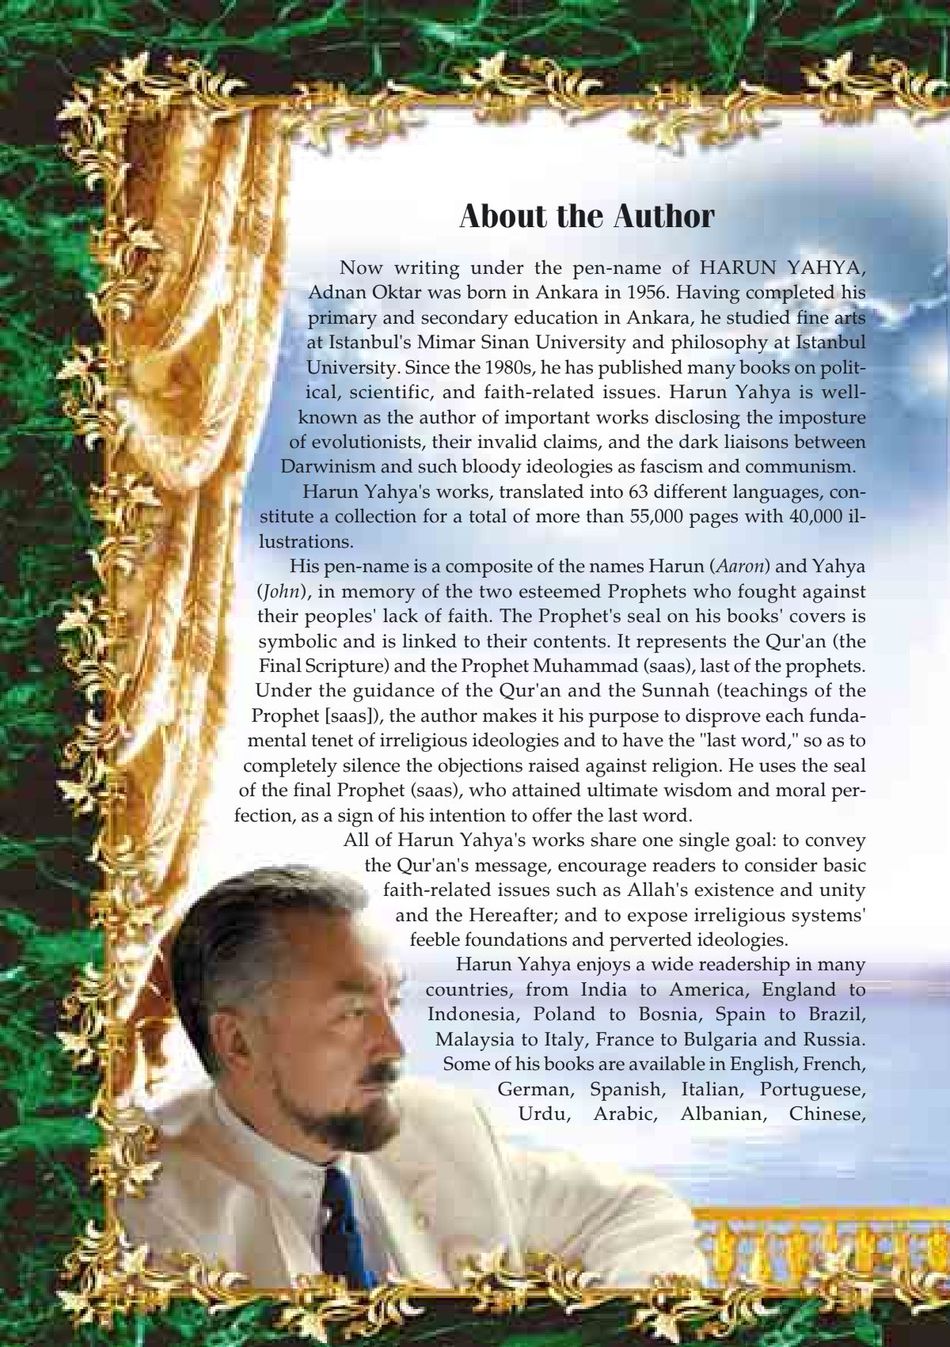 About the Author
Now writing under the pen-name of HARUN YAHYA,
Adnan Oktar was born in Ankara in 1956. Having completed his
primary and secondary education in Ankara, he studied fine arts
at Istanbul's Mimar Sinan University and philosophy at Istanbul
University. Since the 1980s, he has published many books on polit-
ical, scientific, and faith-related issues. Harun Yahya is well-
known as the author of important works disclosing the imposture
of evolutionists, their invalid claims, and the dark liaisons between
Darwinism and such bloody ideologies as fascism and communism.
Harun Yahya's works, translated into 63 different languages, con-
stitute a collection for a total of more than 55,000 pages with 40,000 il-
lustrations.
His pen-name is a composite of the names Harun (Aaron) and Yahya
(John), in memory of the two esteemed Prophets who fought against
their peoples' lack of faith. The Prophet's seal on his books' covers is
symbolic and is linked to their contents. It represents the Qur'an (the
Final Scripture) and the Prophet Muhammad (saas), last of the prophets.
Under the guidance of the Qur'an and the Sunnah (teachings of the
Prophet [saas]), the author makes it his purpose to disprove each funda-
mental tenet of irreligious ideologies and to have the "last word," so as to
completely silence the objections raised against religion. He uses the seal
of the final Prophet (saas), who attained ultimate wisdom and moral per-
fection, as a sign of his intention to offer the last word.
All of Harun Yahya's works share one single goal: to convey
the Qur'an's message, encourage readers to consider basic
faith-related issues such as Allah's existence and unity
and the Hereafter; and to expose irreligious systems'
feeble foundations and perverted ideologies.
Harun Yahya enjoys a wide readership in many
countries, from India to America, England to
Indonesia, Poland to Bosnia, Spain to Brazil,
Malaysia to Italy, France to Bulgaria and Russia.
Some of his books are available in English, French,
German, Spanish, Italian, Portuguese,
Urdu, Arabic, Albanian, Chinese,